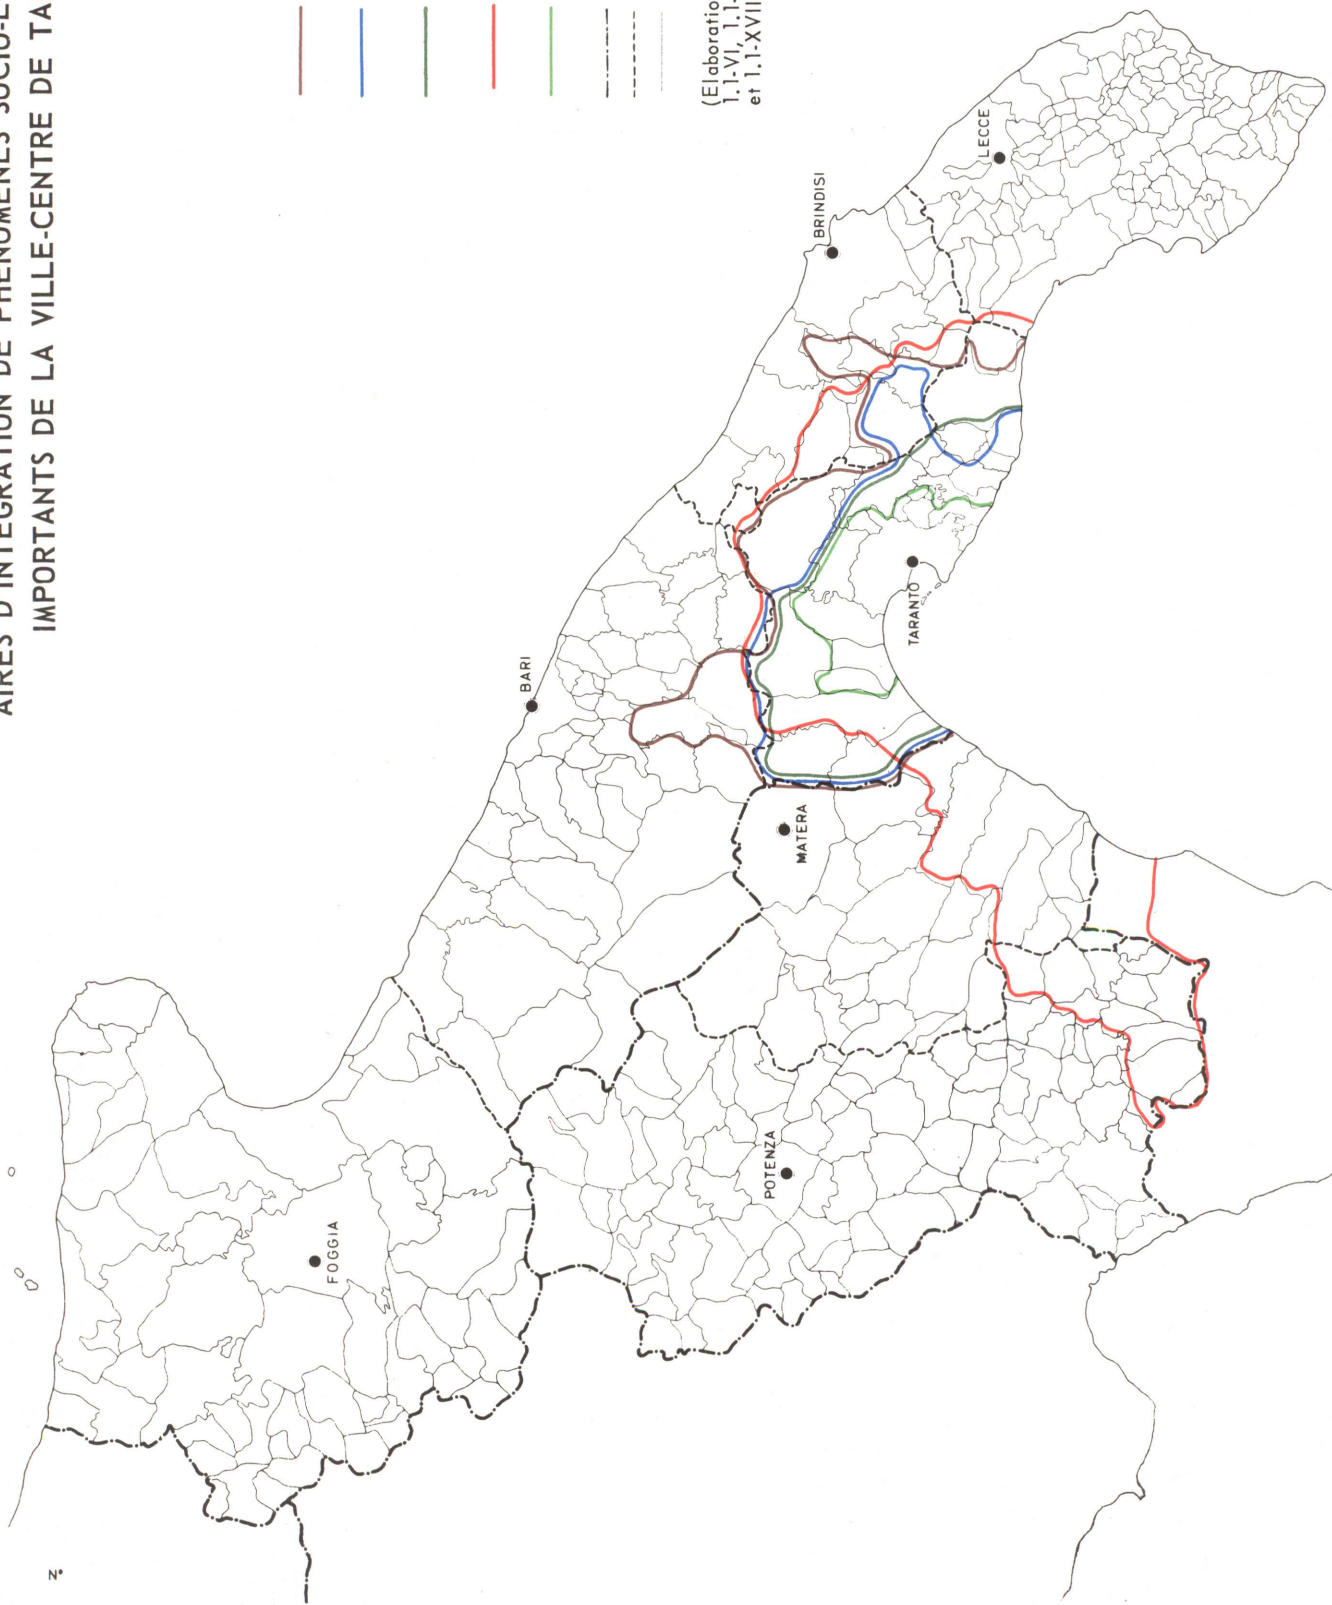 AIRES D'INTEGRATION DE PHENOMENES SOCIO-E
IMPORTANTS DE LA VILLE-CENTRE DE TA
(Elaboratio
1.1-VI, 1.1-
et 1.1-XVII
LECCE
BRINDISI
TARANTO
BARI
MATERA
POTENZA
FOGGIA
N°